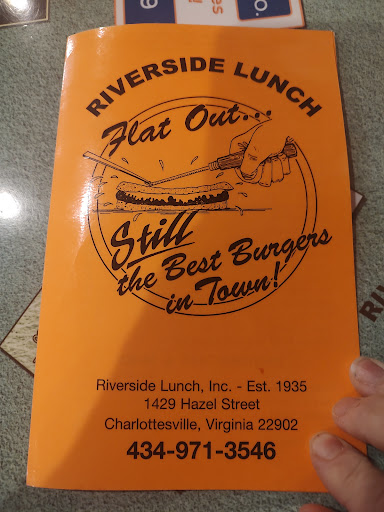 RIVERSIDE LUNCH
Flat Out...
Still
the Best Burgers
in Town!
Riverside Lunch, Inc. - Est. 1935
1429 Hazel Street
Charlottesville, Virginia 22902
434-971-3546